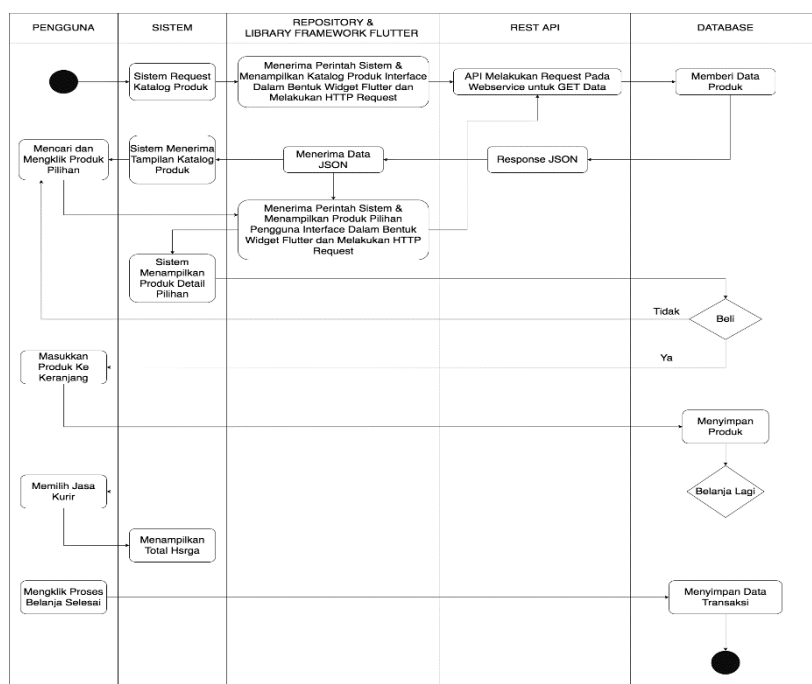 PENGGUNA
SISTEM
REPOSITORY &
LIBRARY FRAMEWORK FLUTTER
REST API
DATABASE
Sistem Request
Katalog Produk
Menerima Perintah Sistem &
Menampilkan Katalog Produk Interface
Dalam Bentuk Widget Flutter dan
Melakukan HTTP Request
API Melakukan Request Pada
Webservice untuk GET Data
Memberi Data
Produk
Mencari dan
Mengklik Produk
Pilihan
Sistem Menerima
Tampilan Katalog
Produk
Menerima Data
JSON
Response JSON
Menerima Perintah Sistem &
Menampilkan Produk Pilihan
Pengguna Interface Dalam Bentuk
Widget Flutter dan Melakukan HTTP
Request
Sistem
Menampilkan
Produk Detail
Pilihan
Tidak
Beli
Ya
Masukkan
Produk Ke
Keranjang
Menyimpan
Produk
Memilih Jasa
Kurir
Belanja Lagi
Menampilkan
Total Hsrga
Mengklik Proses
Belanja Selesai
Menyimpan Data
Transaksi